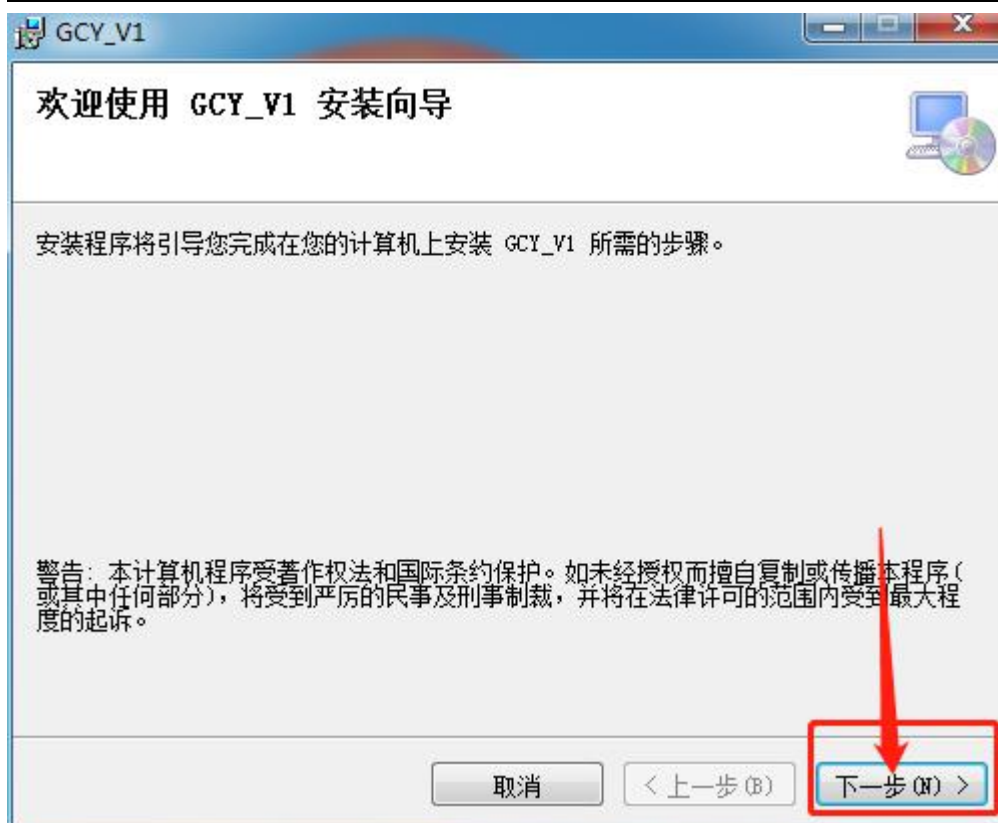 GCY_V1
欢迎使用 GCY_V1 安装向导
安装程序将引导您完成在您的计算机上安装 GCY_V1 所需的步骤。
警告: 本计算机程序受著作权法和国际条约保护。如未经授权而擅自复制或传播本程序(
或其中任何部分), 将受到严厉的民事及刑事制裁, 并将在法律许可的范围内受到最大程
度的起诉。
取消 < 上一步(B) 下一步(N) >